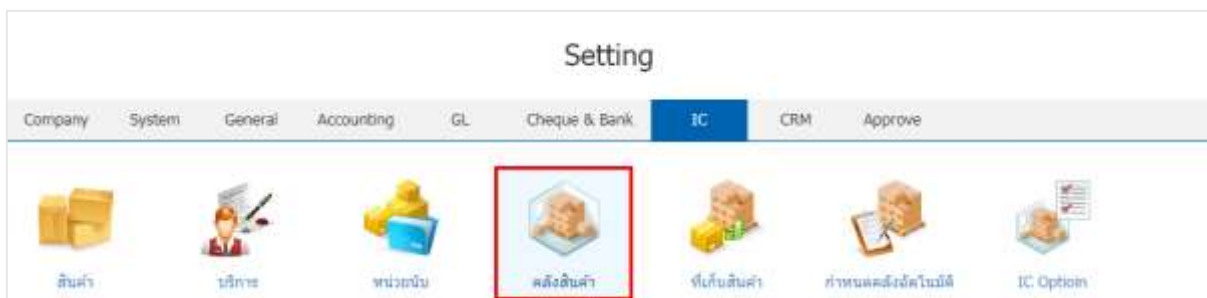 Setting
Company System General Accounting GL Cheque & Bank IC CRM Approve
สินค้า บริการ หน่วยนับ คลังสินค้า ที่เก็บสินค้า กำหนดคลังอัตโนมัติ IC Optioin